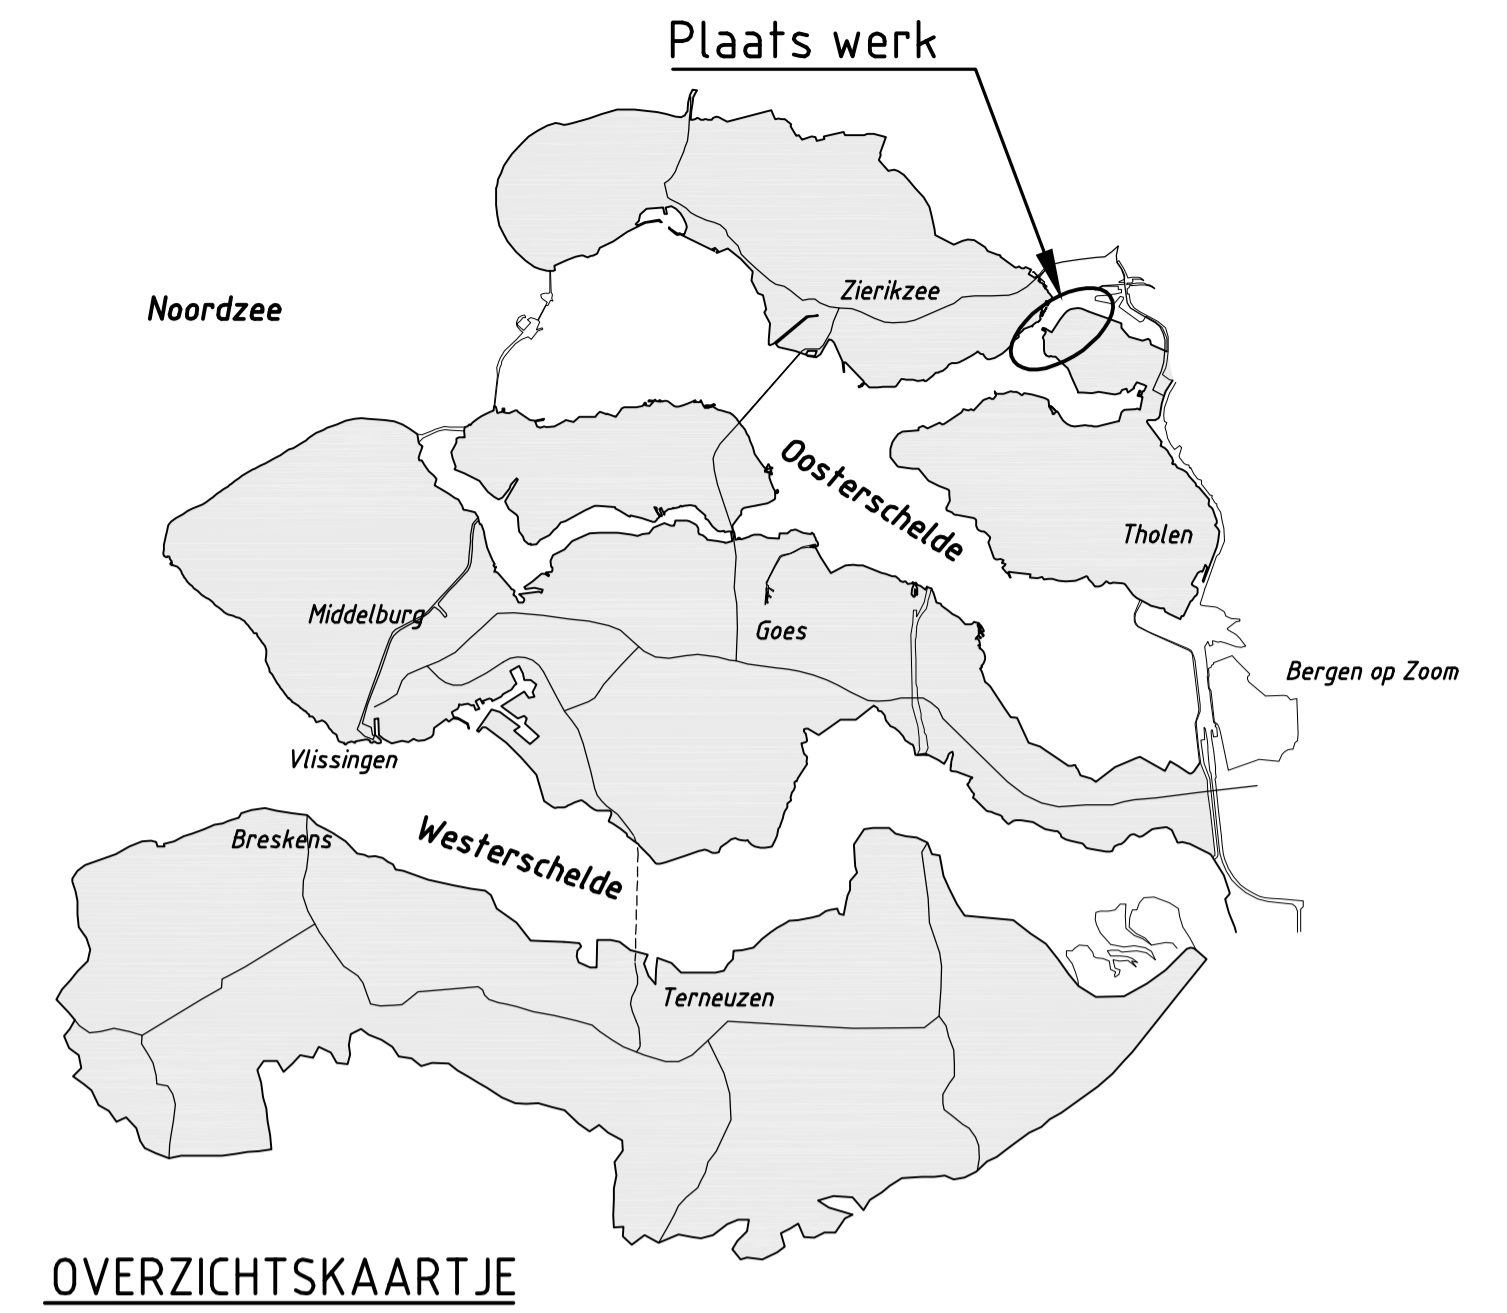 Plaats werk
Zierikzee
Noordzee
Oosterschelde
Tholen
Middelburg
Goes
Bergen op Zoom
Vlissingen
Breskens
Westerschelde
Terneuzen
OVERZICHTSKAARTJE